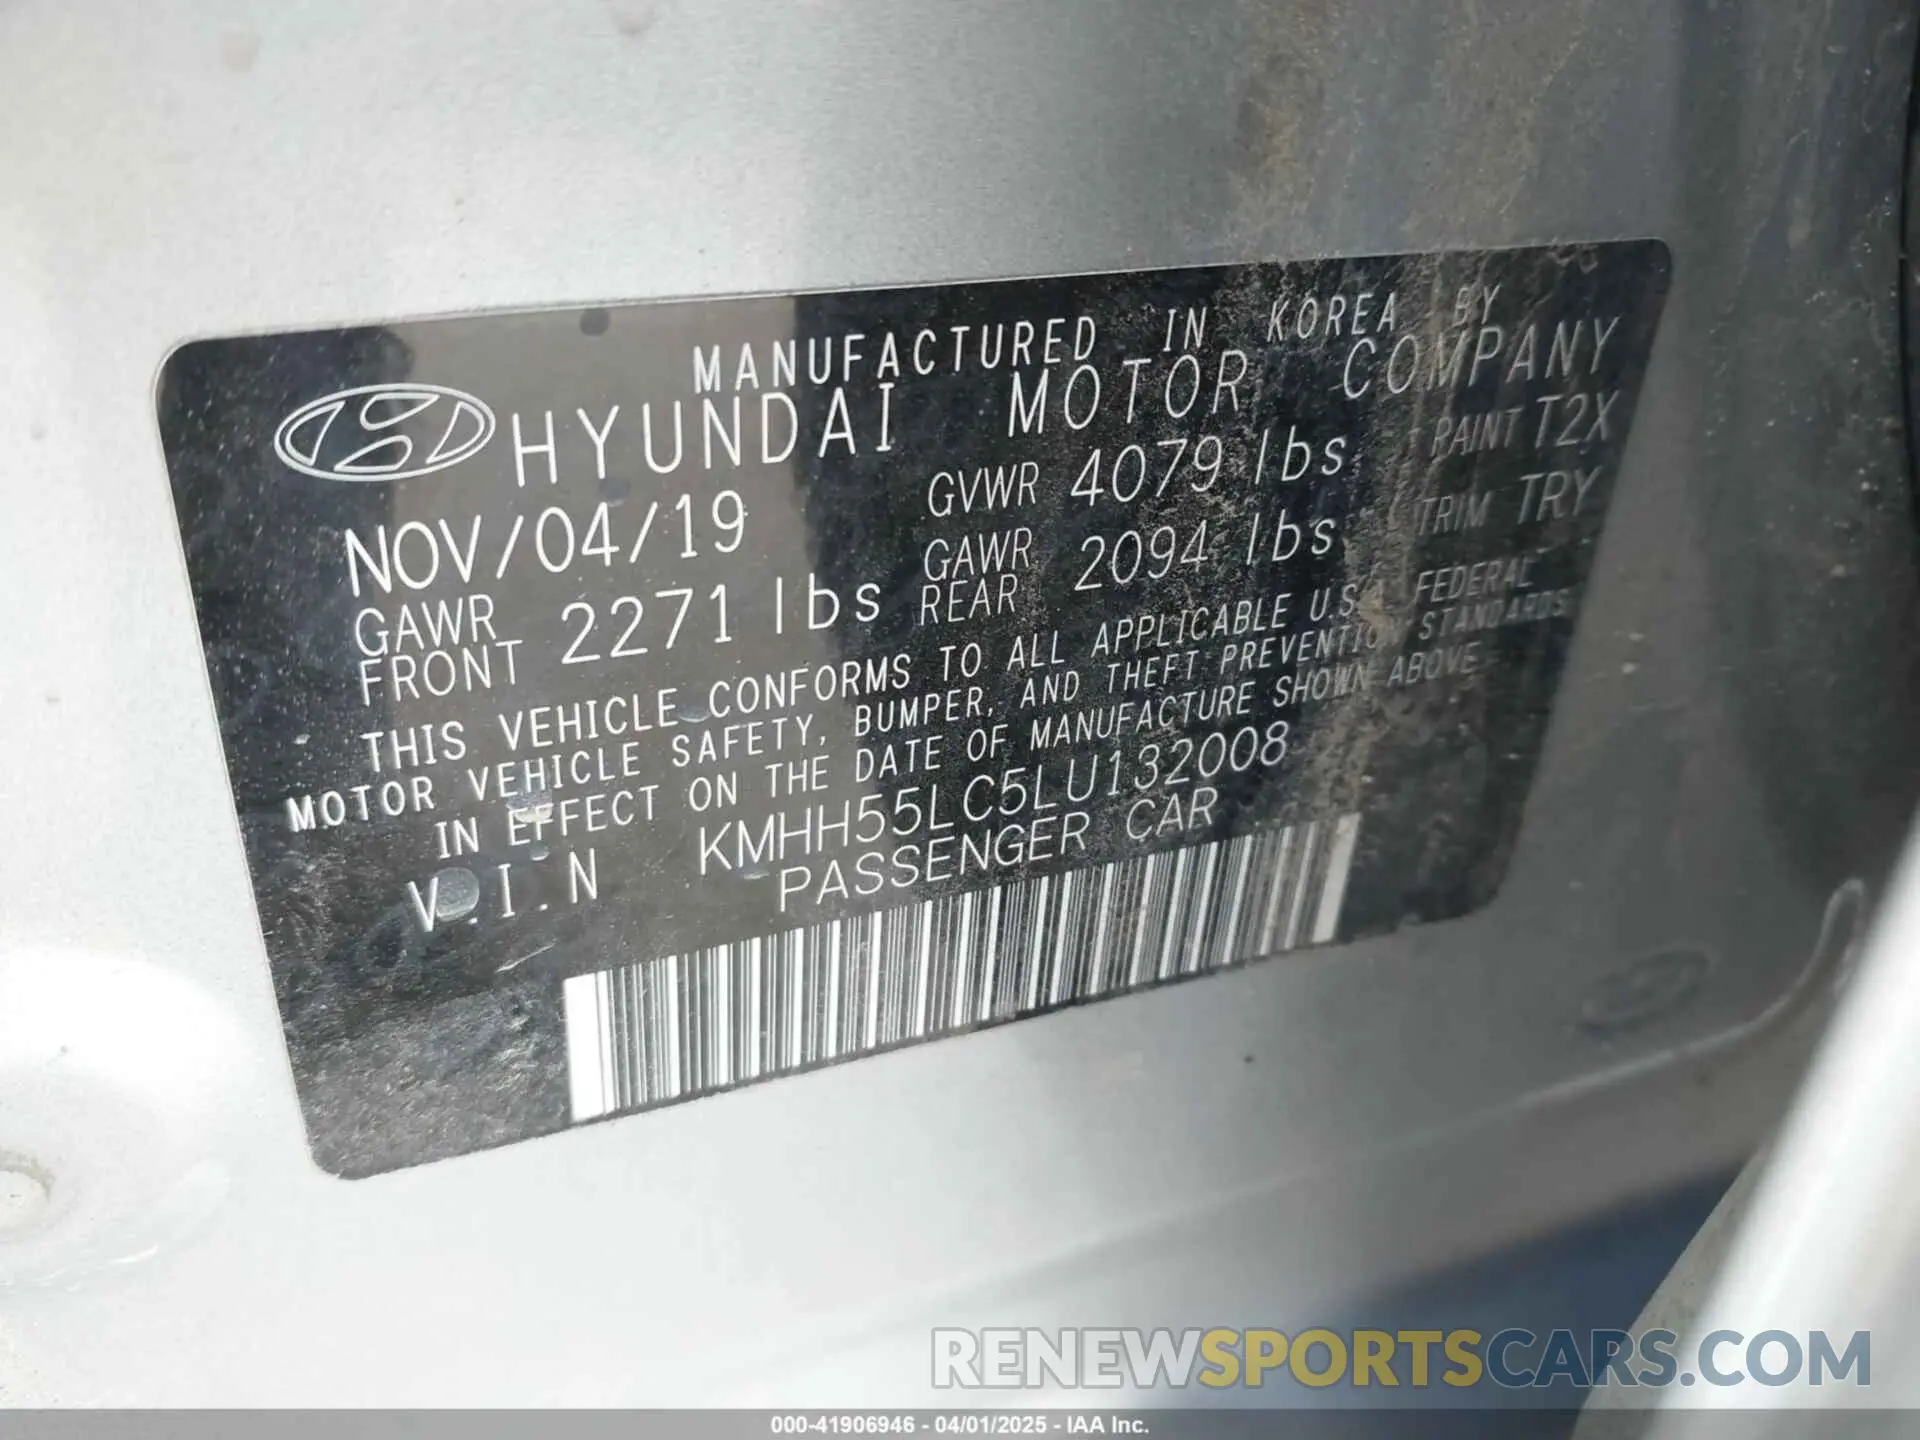 MANUFACTURED IN KOREA BY
HYUNDAI MOTOR COMPANY
NOV/04/19 GVWR 4079 lbs PAINT T2X
GAWR FRONT 2271 lbs GAWR REAR 2094 lbs TRIM TRY
THIS VEHICLE CONFORMS TO ALL APPLICABLE U.S. FEDERAL
MOTOR VEHICLE SAFETY, BUMPER, AND THEFT PREVENTION STANDARDS
IN EFFECT ON THE DATE OF MANUFACTURE SHOWN ABOVE
V.I.N KMHH55LC5LU132008
PASSENGER CAR
RENEWSPORTSCARS.COM
000-41906946 - 04/01/2025 - IAA Inc.